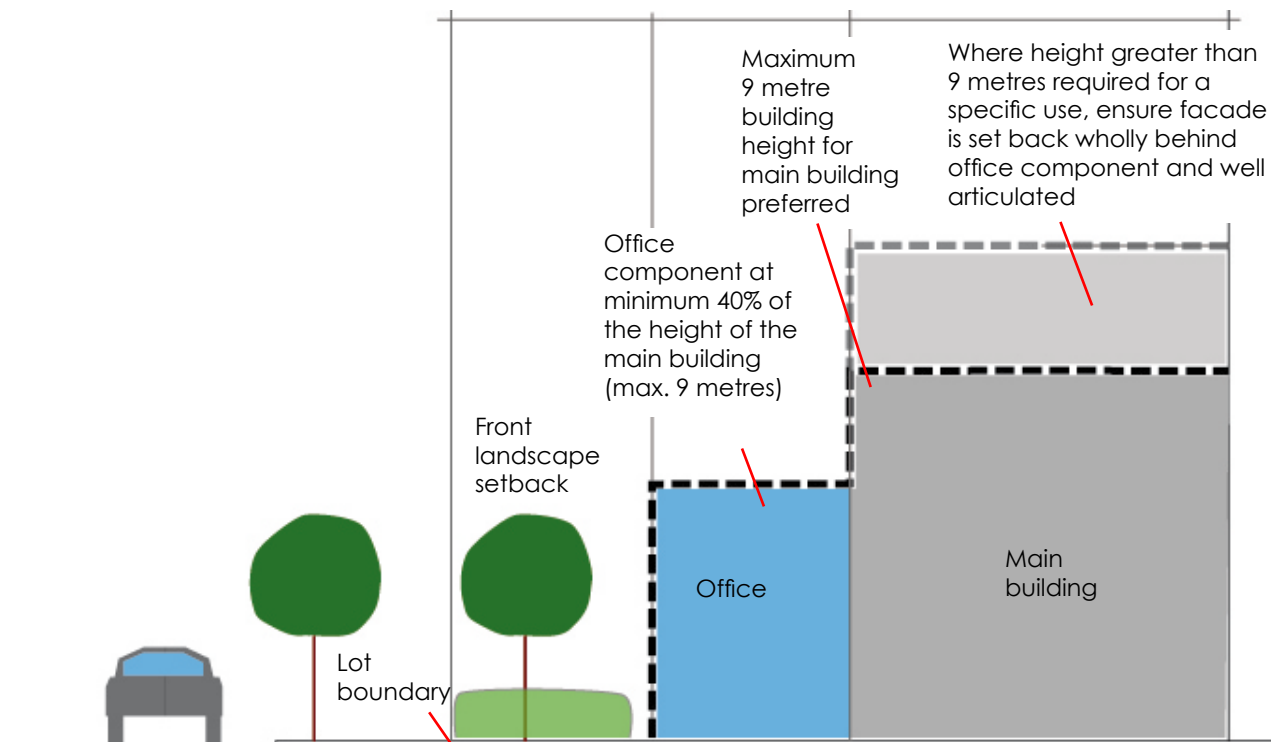 Maximum
9 metre
building
height for
main building
preferred
Where height greater than
9 metres required for a
specific use, ensure facade
is set back wholly behind
office component and well
articulated
Office
component at
minimum 40% of
the height of the
main building
(max. 9 metres)
Front
landscape
setback
Office
Main
building
Lot
boundary